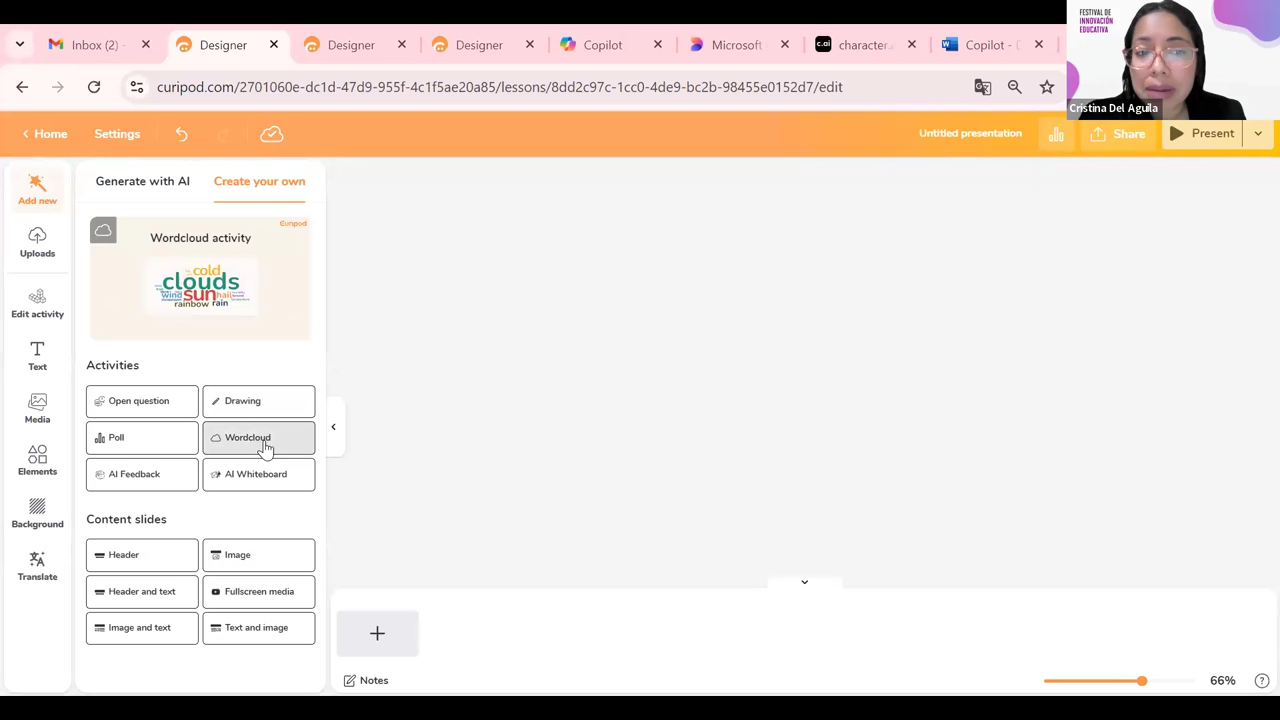 Inbox (2) -
Designer
Designer
Designer
Copilot
Microsoft
c.ai
character.
Copilot -
FESTIVAL DE
INNOVACIÓN
EDUCATIVA
Cristina Del Aguila
curipod.com/2701060e-dc1d-47d9-955f-4c1f5ae20a85/lessons/8dd2c97c-1cc0-4de9-bc2b-98455e0152d7/edit
Home
Settings
Untitled presentation
Share
Present
Add new
Uploads
Edit activity
Text
Media
Elements
Background
Translate
Generate with AI
Create your own
Curipod
Wordcloud activity
cold
clouds
wind sun hail
rainbow rain
Activities
Open question
Drawing
Poll
Wordcloud
AI Feedback
AI Whiteboard
Content slides
Header
Image
Header and text
Fullscreen media
Image and text
Text and image
Notes
66%